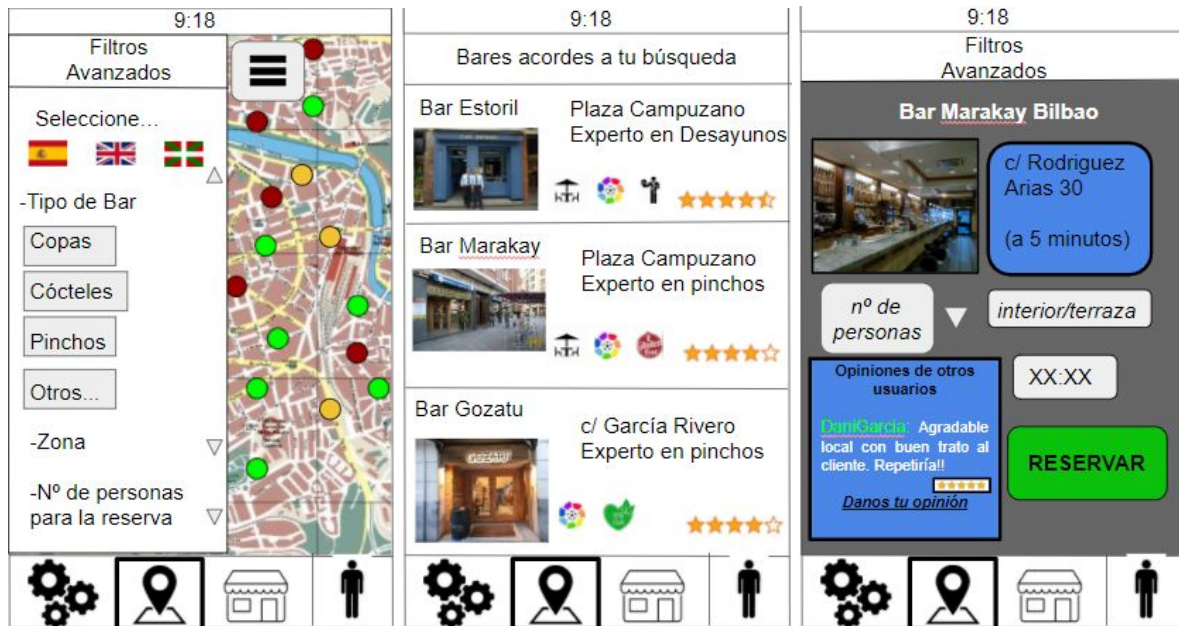 9:18
Filtros
Avanzados
Seleccione...
-Tipo de Bar
Copas
Cócteles
Pinchos
Otros...
-Zona
-Nº de personas
para la reserva
9:18
Bares acordes a tu búsqueda
Bar Estoril
Plaza Campuzano
Experto en Desayunos
Bar Marakay
Plaza Campuzano
Experto en pinchos
Bar Gozatu
c/ García Rivero
Experto en pinchos
9:18
Filtros
Avanzados
Bar Marakay Bilbao
c/ Rodriguez
Arias 30
(a 5 minutos)
nº de
personas
interior/terraza
Opiniones de otros
usuarios
DaniGarcia: Agradable
local con buen trato al
cliente. Repetiría!!
Danos tu opinión
XX:XX
RESERVAR